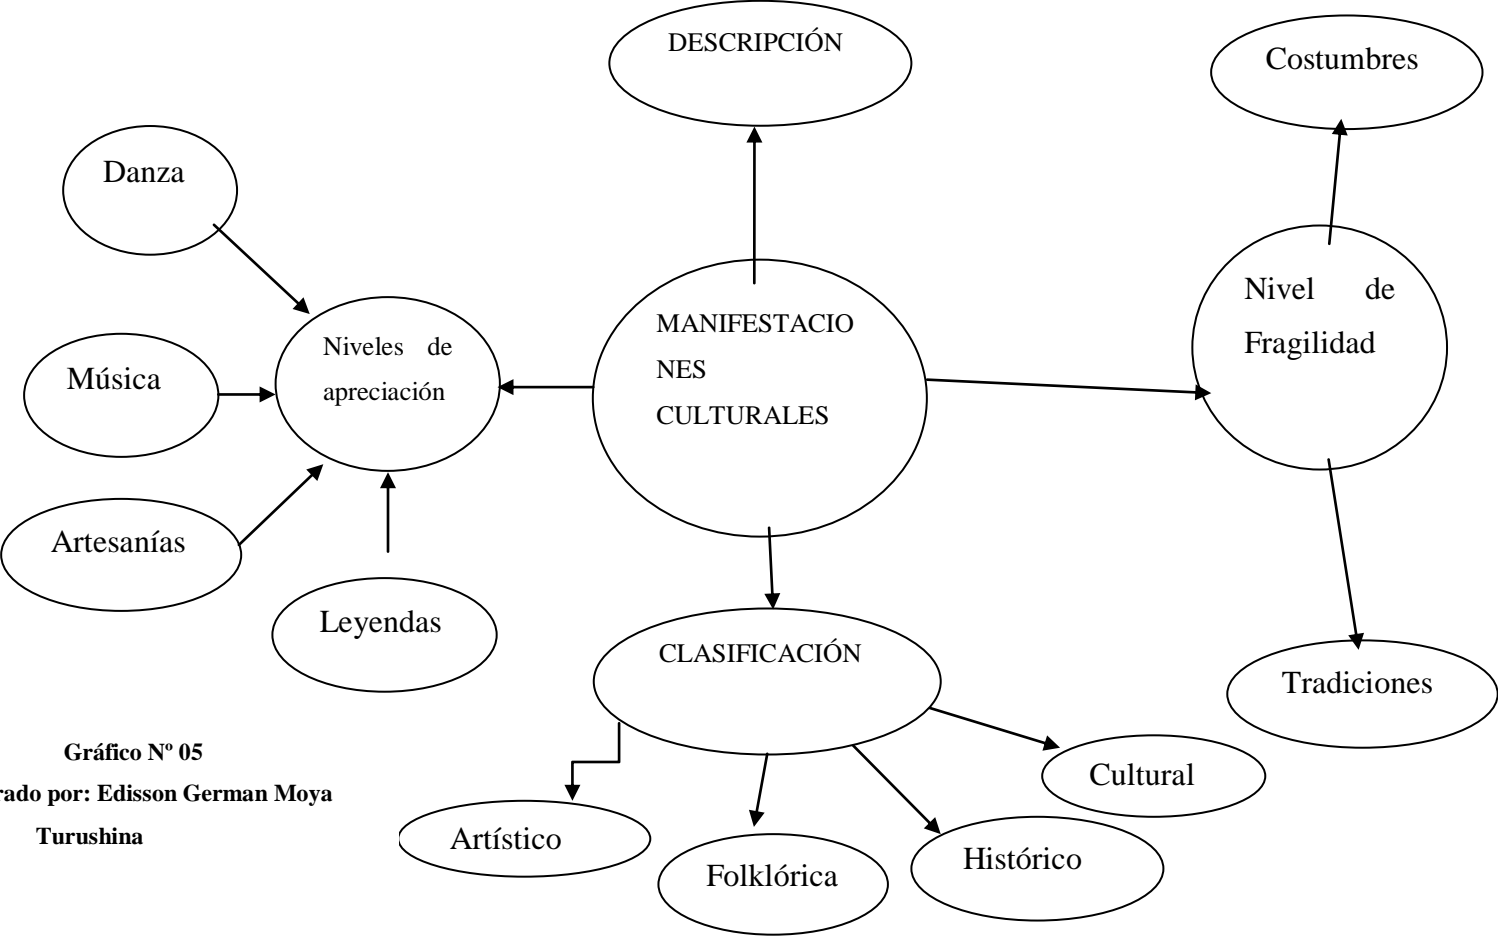 DESCRIPCIÓN
Costumbres
Danza
Nivel de
Fragilidad
MANIFESTACIO
NES
CULTURALES
Niveles de
apreciación
Música
Artesanías
Leyendas
CLASIFICACIÓN
Tradiciones
Gráfico Nº 05
rado por: Edisson German Moya
Turushina
Cultural
Artístico
Folklórica
Histórico